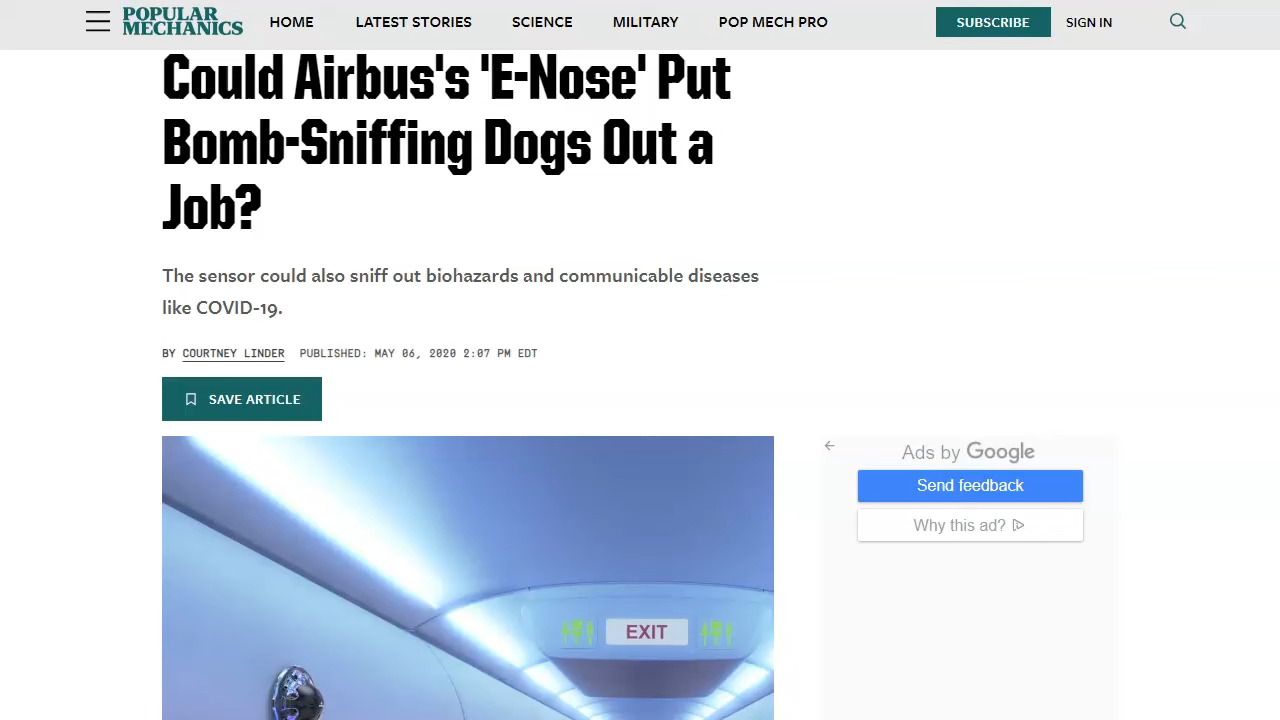 POPULAR
MECHANICS
HOME
LATEST STORIES
SCIENCE
MILITARY
POP MECH PRO
SUBSCRIBE
SIGN IN
Could Airbus's 'E-Nose' Put
Bomb-Sniffing Dogs Out a
Job?
The sensor could also sniff out biohazards and communicable diseases
like COVID-19.
BY COURTNEY LINDER PUBLISHED: MAY 06, 2020 2:07 PM EDT
SAVE ARTICLE
Ads by Google
Send feedback
Why this ad?
EXIT